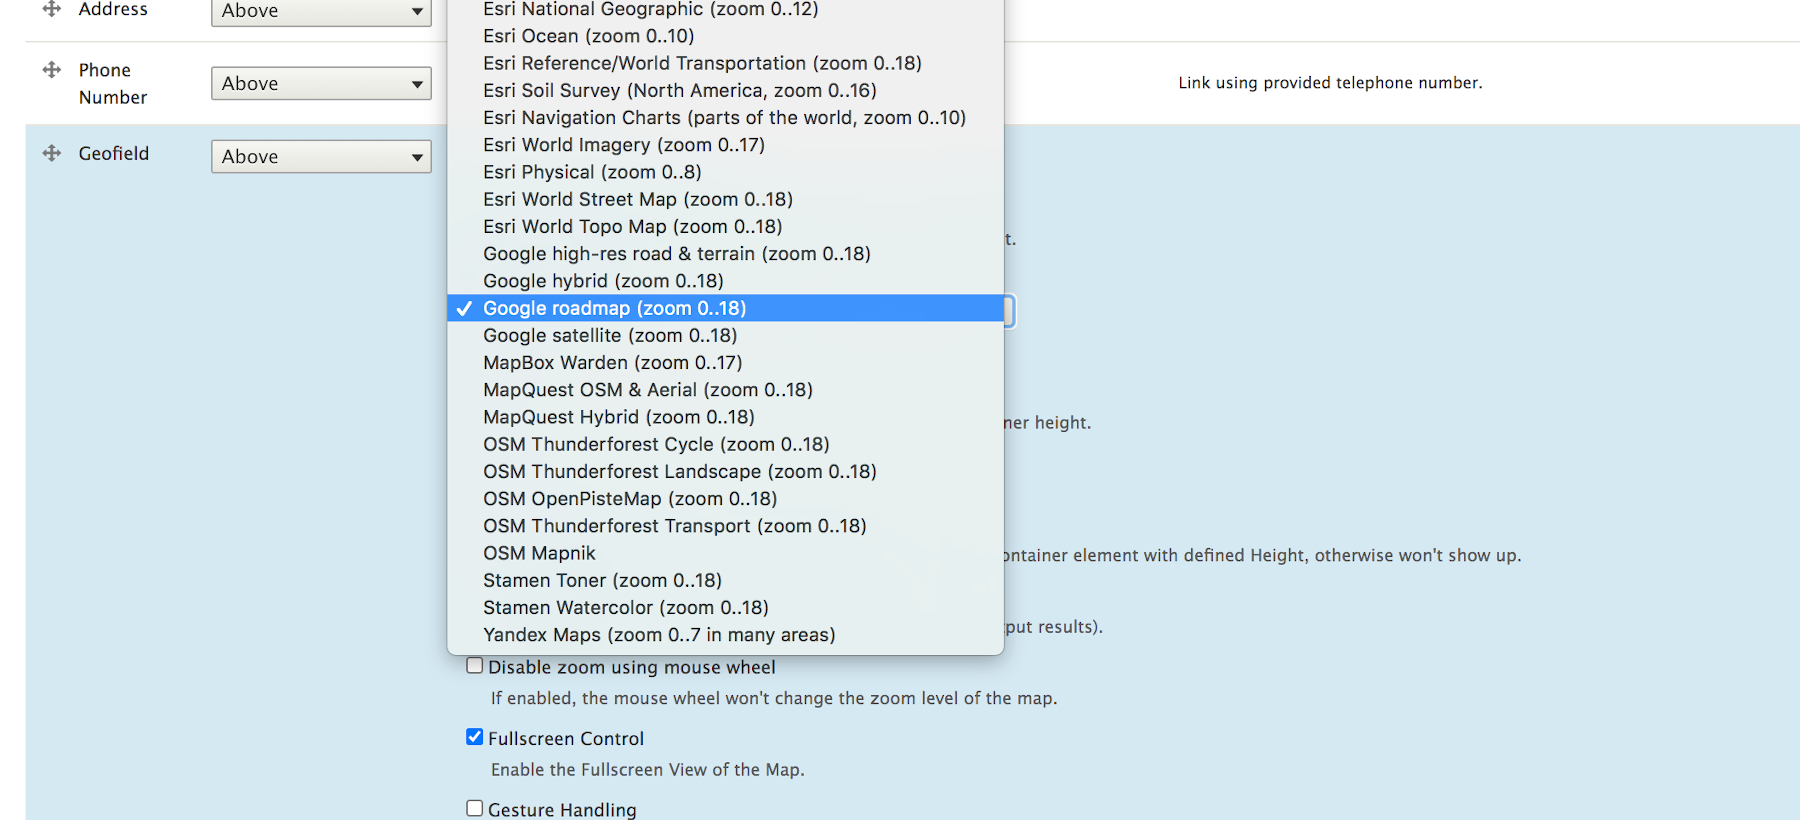 Address
Above
Phone
Number
Above
Link using provided telephone number.
Geofield
Above
Esri National Geographic (zoom 0..12)
Esri Ocean (zoom 0..10)
Esri Reference/World Transportation (zoom 0..18)
Esri Soil Survey (North America, zoom 0..16)
Esri Navigation Charts (parts of the world, zoom 0..10)
Esri World Imagery (zoom 0..17)
Esri Physical (zoom 0..8)
Esri World Street Map (zoom 0..18)
Esri World Topo Map (zoom 0..18)
t.
Google high-res road & terrain (zoom 0..18)
Google hybrid (zoom 0..18)
✓ Google roadmap (zoom 0..18)
Google satellite (zoom 0..18)
MapBox Warden (zoom 0..17)
MapQuest OSM & Aerial (zoom 0..18)
MapQuest Hybrid (zoom 0..18)
ner height.
OSM Thunderforest Cycle (zoom 0..18)
OSM Thunderforest Landscape (zoom 0..18)
OSM OpenPisteMap (zoom 0..18)
OSM Thunderforest Transport (zoom 0..18)
OSM Mapnik
ontainer element with defined Height, otherwise won't show up.
Stamen Toner (zoom 0..18)
Stamen Watercolor (zoom 0..18)
put results).
Yandex Maps (zoom 0..7 in many areas)
Disable zoom using mouse wheel
If enabled, the mouse wheel won't change the zoom level of the map.
Fullscreen Control
Enable the Fullscreen View of the Map.
Gesture Handling